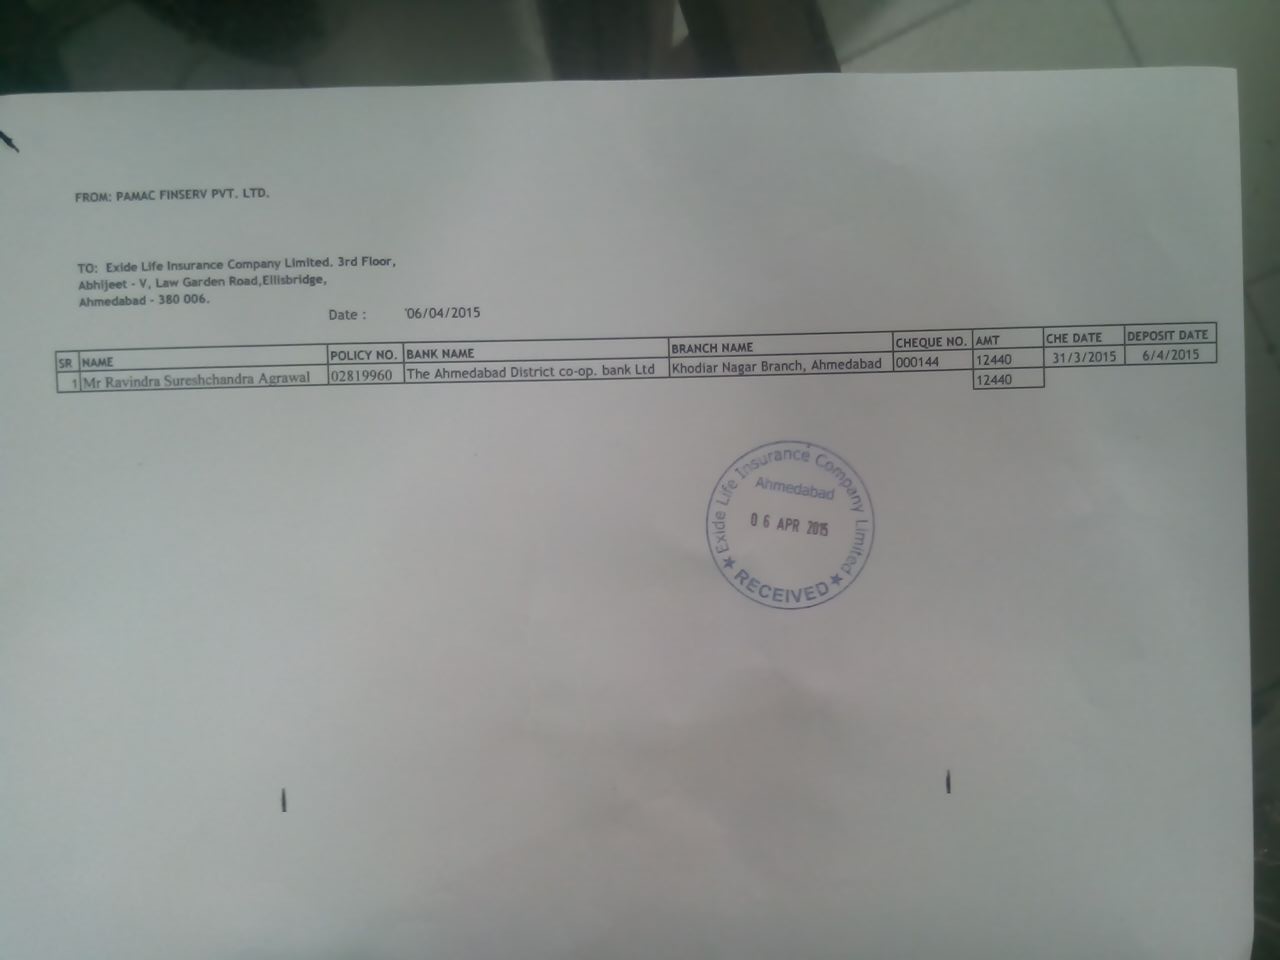 FROM: PAMAC FINSERV PVT. LTD.
TO: Exide Life Insurance Company Limited. 3rd Floor,
Abhijeet - V, Law Garden Road,Ellisbridge,
Ahmedabad - 380 006.
Date : '06/04/2015
SR NAME POLICY NO. BANK NAME BRANCH NAME CHEQUE NO. AMT CHE DATE DEPOSIT DATE
1 Mr Ravindra Sureshchandra Agrawal 02819960 The Ahmedabad District co-op. bank Ltd Khodiar Nagar Branch, Ahmedabad 000144 12440 31/3/2015 6/4/2015
12440
Exide Life Insurance Company Limited
Ahmedabad
06 APR 2015
★ RECEIVED ★